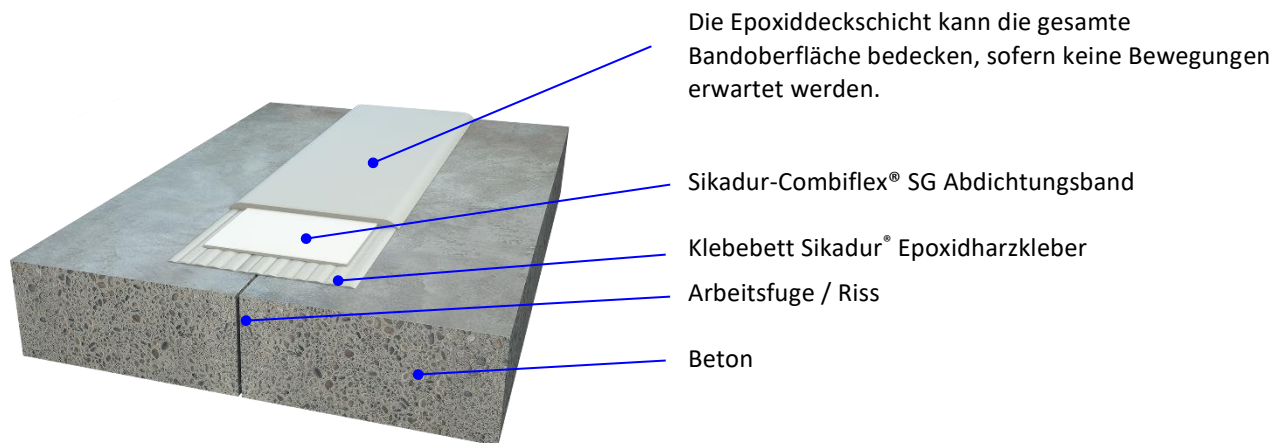 Die Epoxiddeckschicht kann die gesamte
Bandoberfläche bedecken, sofern keine Bewegungen
erwartet werden.
Sikadur-Combiflex® SG Abdichtungsband
Klebebett Sikadur® Epoxidharzkleber
Arbeitsfuge / Riss
Beton